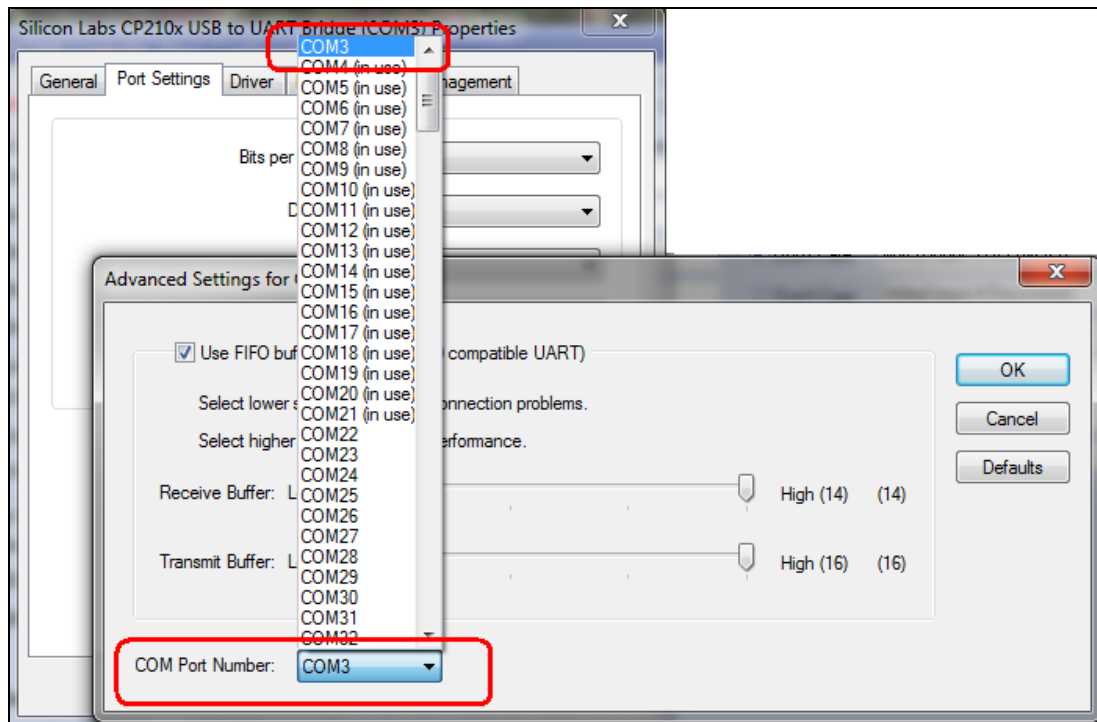 Silicon Labs CP210x USB to UART Bridge (COM3) Properties
General
Port Settings
Driver
nagement
Bits per
D
COM3
COM4 (in use)
COM5 (in use)
COM6 (in use)
COM7 (in use)
COM8 (in use)
COM9 (in use)
COM10 (in use)
COM11 (in use)
COM12 (in use)
COM13 (in use)
COM14 (in use)
COM15 (in use)
COM16 (in use)
COM17 (in use)
COM18 (in use)
COM19 (in use)
COM20 (in use)
COM21 (in use)
COM22
COM23
COM24
COM25
COM26
COM27
COM28
COM29
COM30
COM31
COM32
Advanced Settings for
Use FIFO buf compatible UART)
Select lower s onnection problems.
Select higher erformance.
Receive Buffer: L High (14) (14)
Transmit Buffer: L High (16) (16)
COM Port Number: COM3
OK
Cancel
Defaults